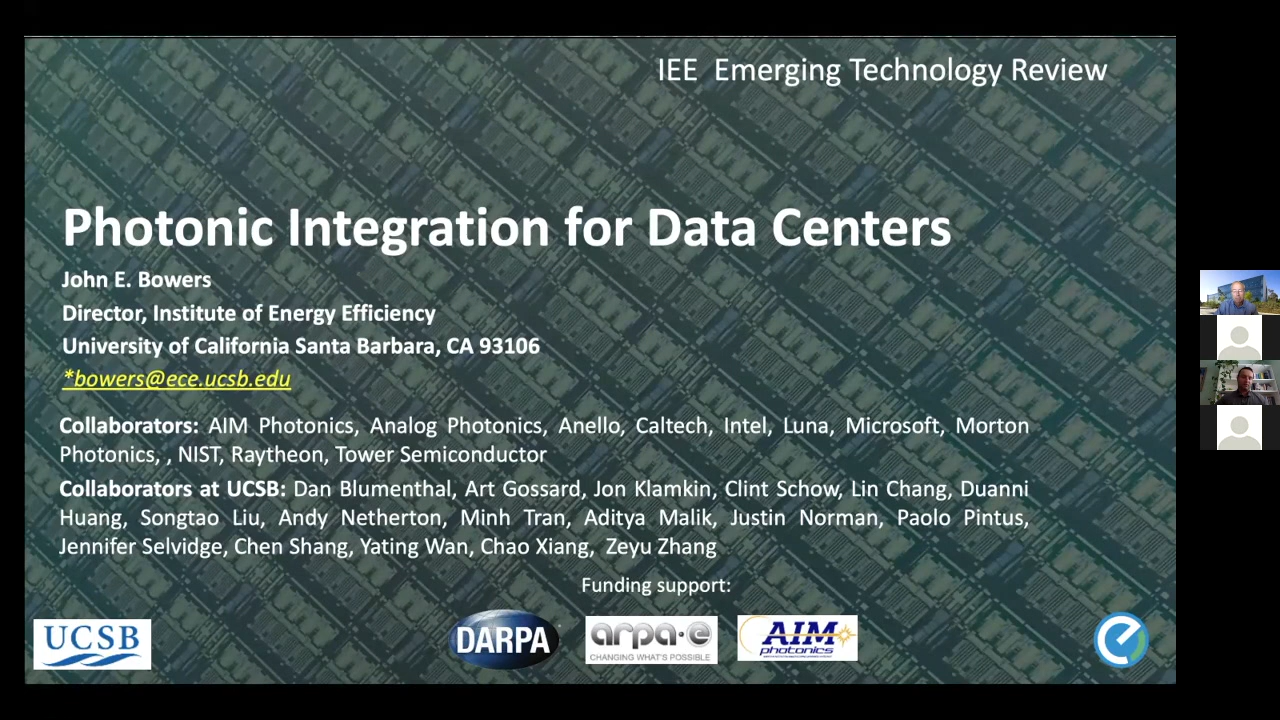 IEE Emerging Technology Review
Photonic Integration for Data Centers
John E. Bowers
Director, Institute of Energy Efficiency
University of California Santa Barbara, CA 93106
*bowers@ece.ucsb.edu
Collaborators: AIM Photonics, Analog Photonics, Anello, Caltech, Intel, Luna, Microsoft, Morton
Photonics, , NIST, Raytheon, Tower Semiconductor
Collaborators at UCSB: Dan Blumenthal, Art Gossard, Jon Klamkin, Clint Schow, Lin Chang, Duanni
Huang, Songtao Liu, Andy Netherton, Minh Tran, Aditya Malik, Justin Norman, Paolo Pintus,
Jennifer Selvidge, Chen Shang, Yating Wan, Chao Xiang, Zeyu Zhang
Funding support:
UCSB
DARPA
arpa·e
CHANGING WHAT'S POSSIBLE
AIM
photonics